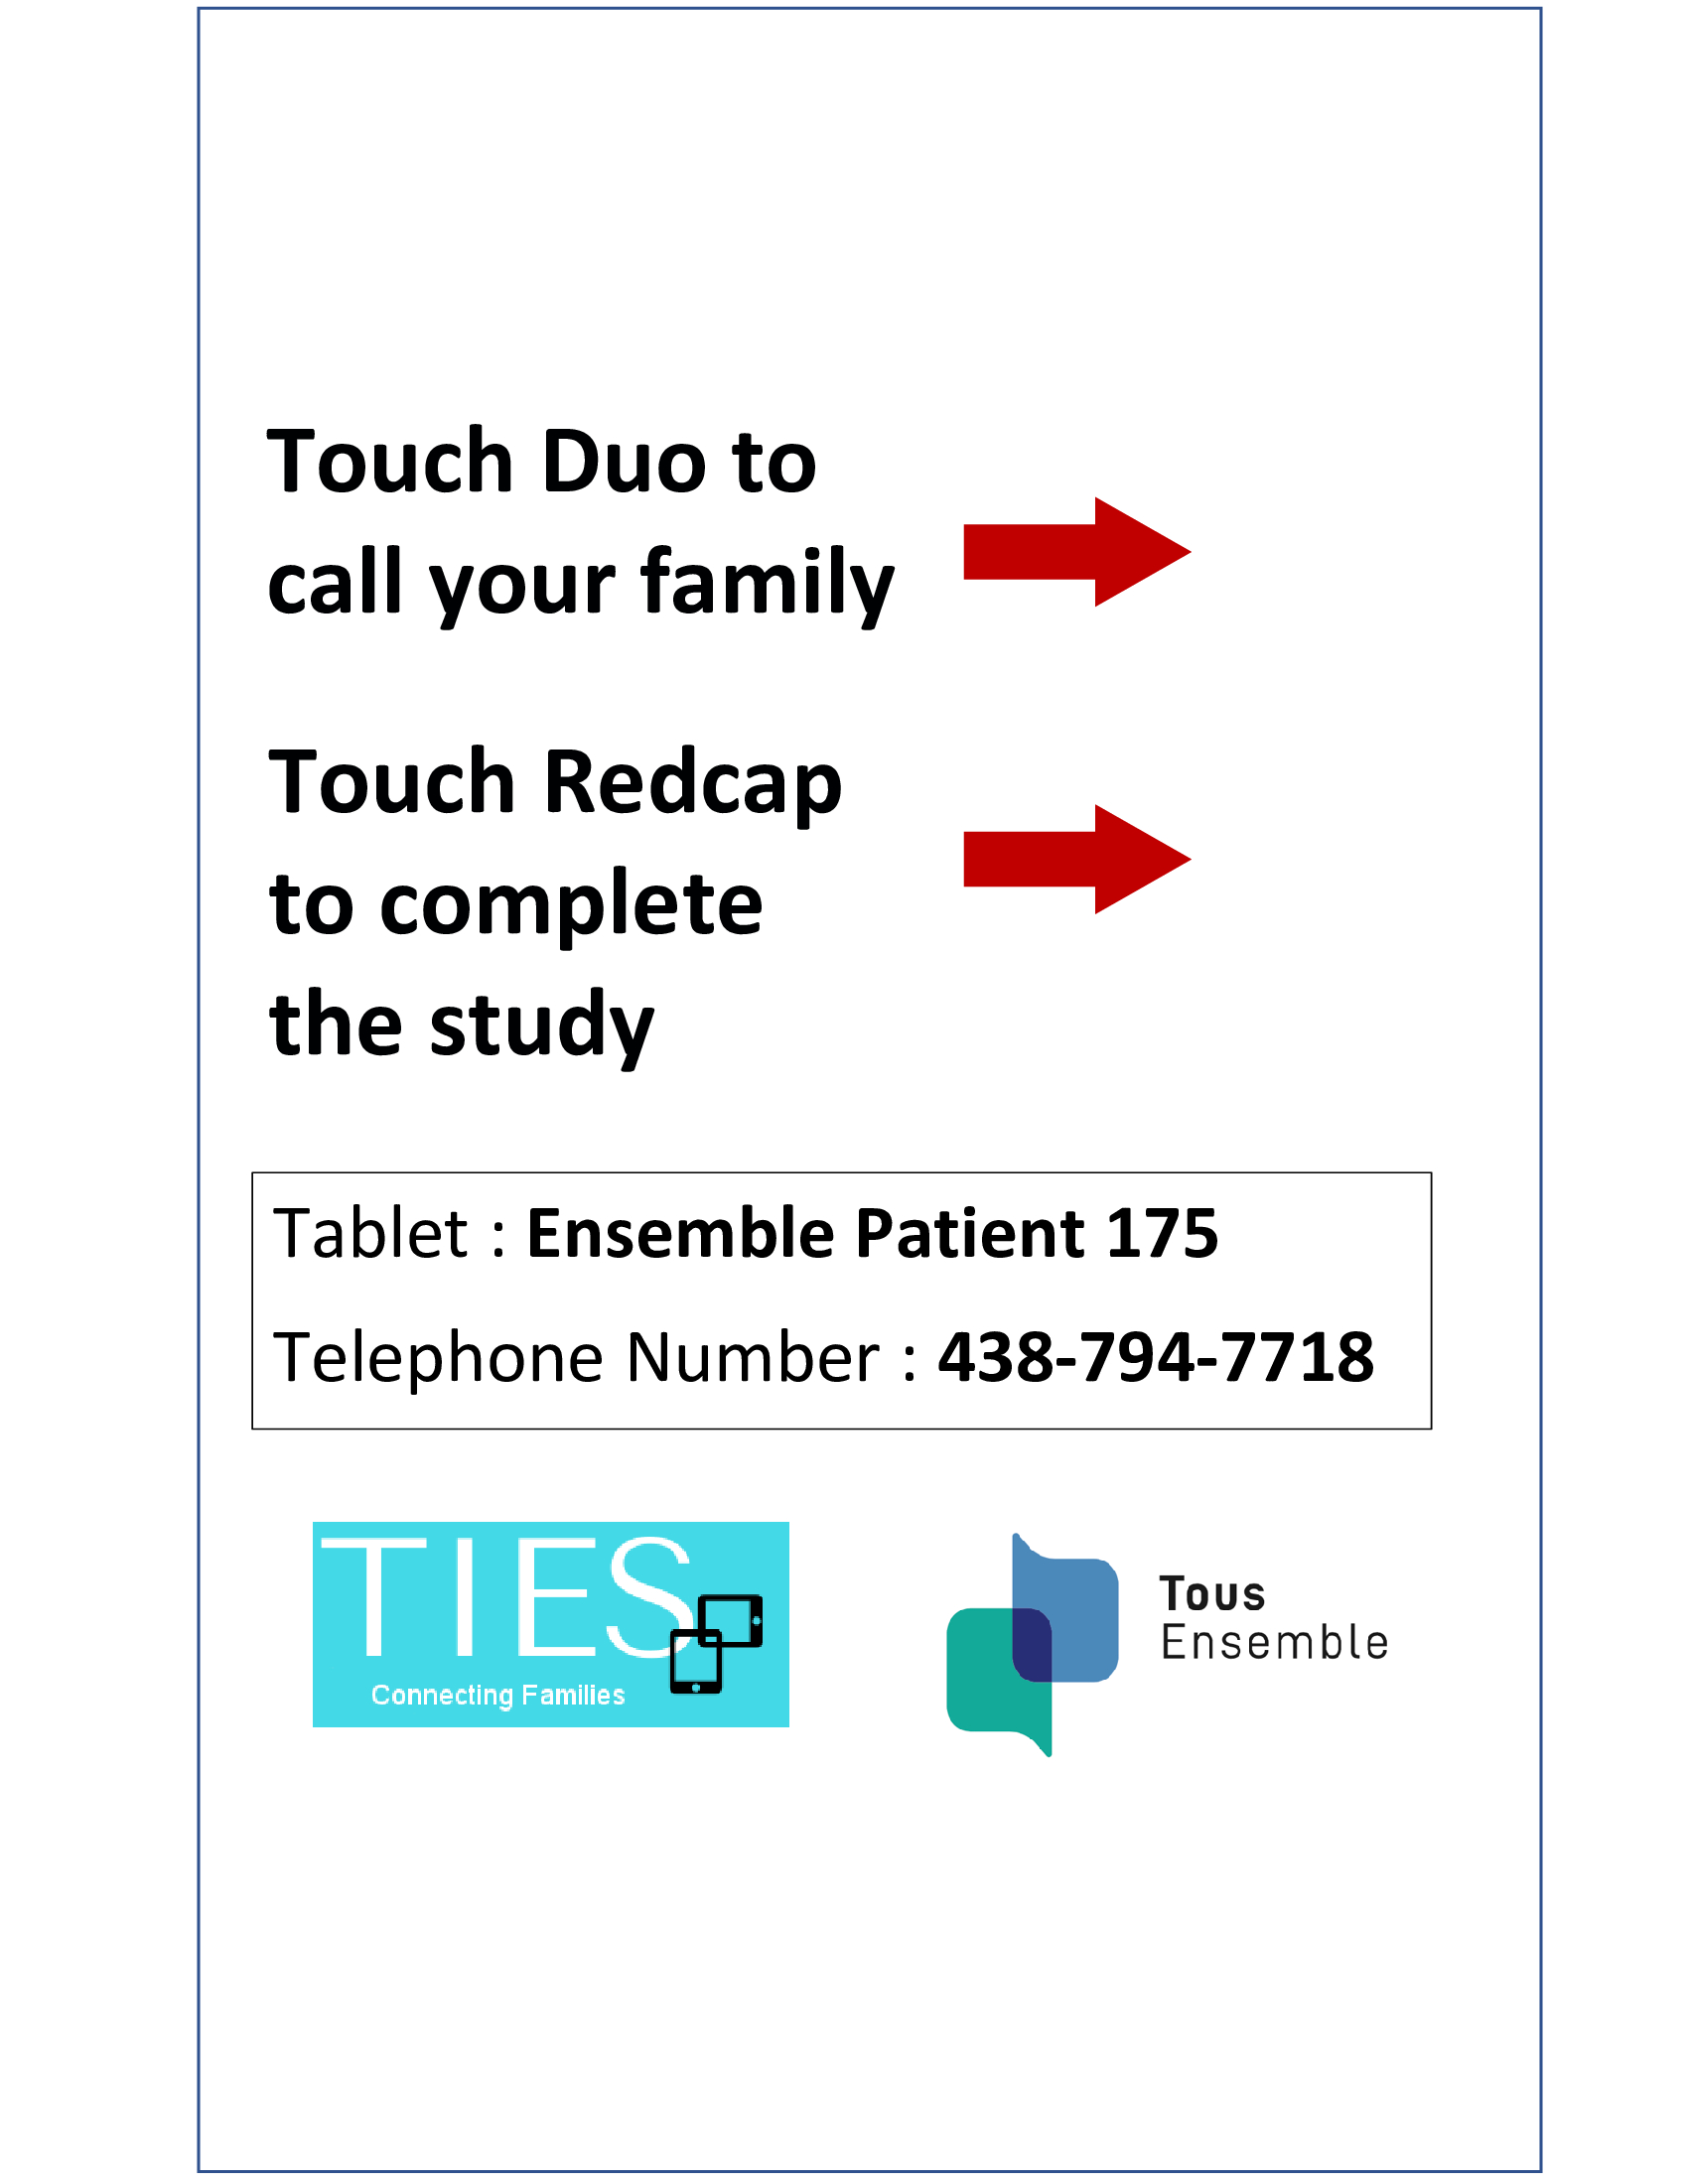 Touch Duo to
call your family
Touch Redcap
to complete
the study
Tablet : Ensemble Patient 175
Telephone Number : 438-794-7718
TIES
Connecting Families
Tous
Ensemble